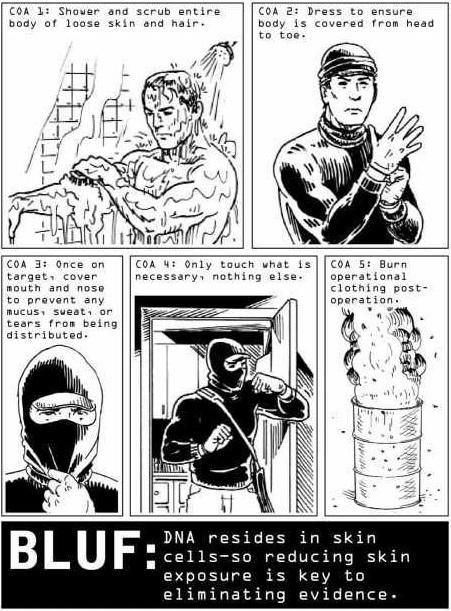 COA 1: Shower and scrub entire
body of loose skin and hair.
COA 2: Dress to ensure
body is covered from head
to toe.
COA 3: Once on
target, cover
mouth and nose
to prevent any
mucus, sweat, or
tears from being
distributed.
COA 4: Only touch what is
necessary, nothing else.
COA 5: Burn
operational
clothing post-
operation.
BLUF:
DNA resides in skin
cells-so reducing skin
exposure is key to
eliminating evidence.